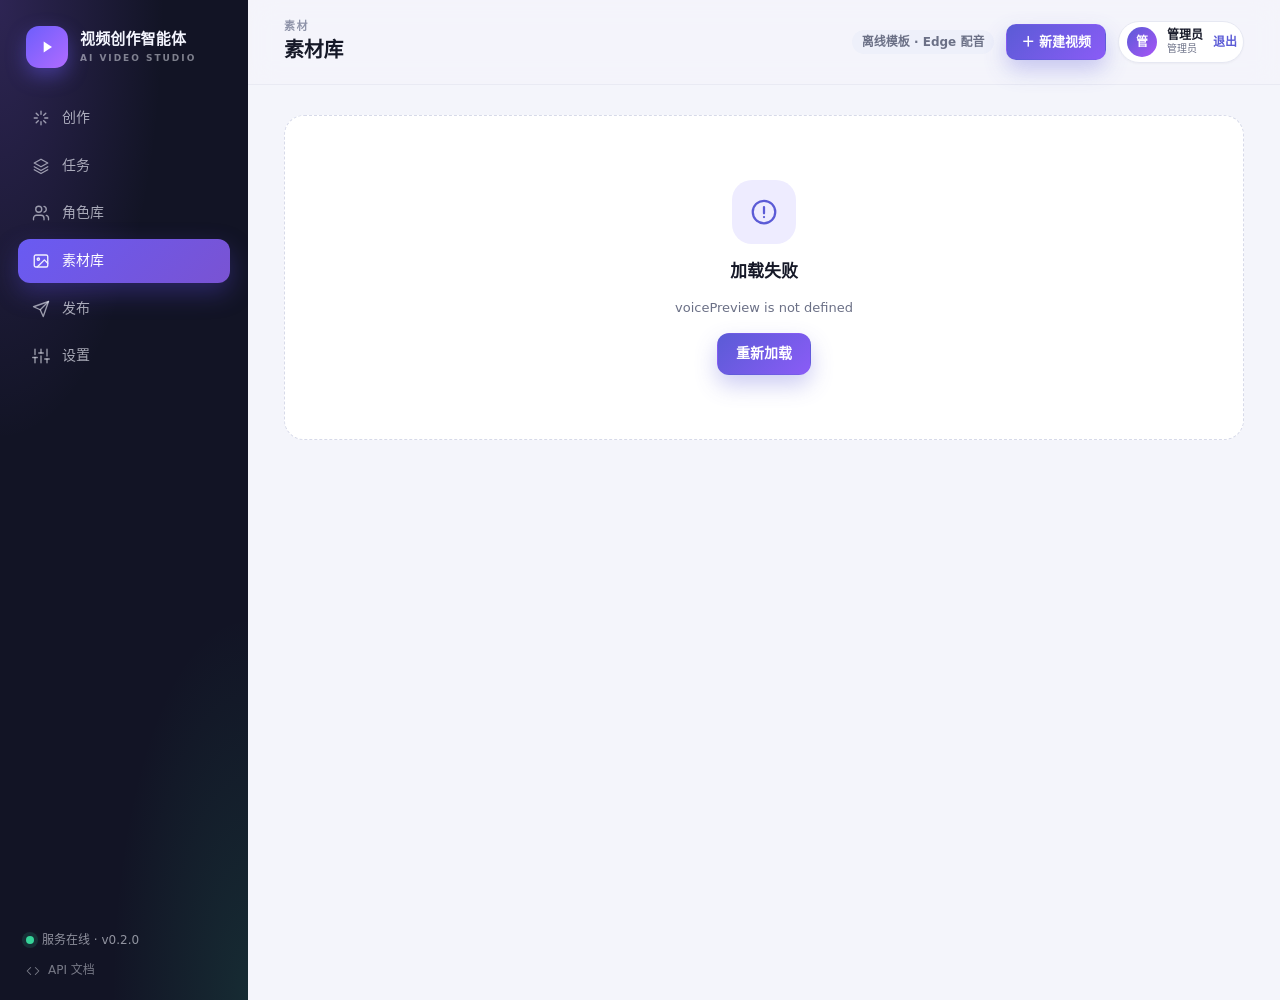 视频创作智能体
AI VIDEO STUDIO
创作
任务
角色库
素材库
发布
设置
服务在线 · v0.2.0
API 文档
素材
素材库
离线模板 · Edge 配音
+ 新建视频
管
管理员
管理员
退出
加载失败
voicePreview is not defined
重新加载